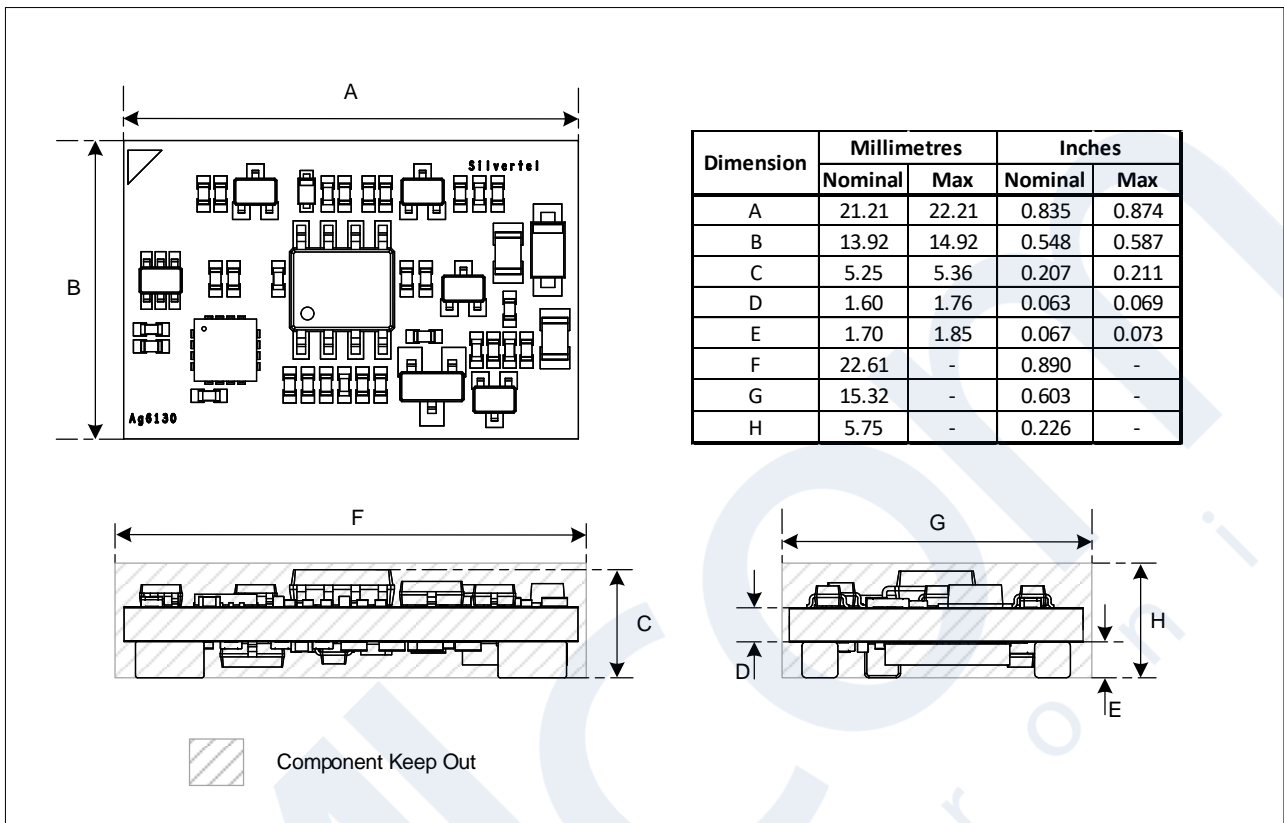 A
B
Silvertel
Ag6130
Dimension Millimetres Inches
Nominal Max Nominal Max
A 21.21 22.21 0.835 0.874
B 13.92 14.92 0.548 0.587
C 5.25 5.36 0.207 0.211
D 1.60 1.76 0.063 0.069
E 1.70 1.85 0.067 0.073
F 22.61 - 0.890 -
G 15.32 - 0.603 -
H 5.75 - 0.226 -
F
C
G
D
H
E
Component Keep Out